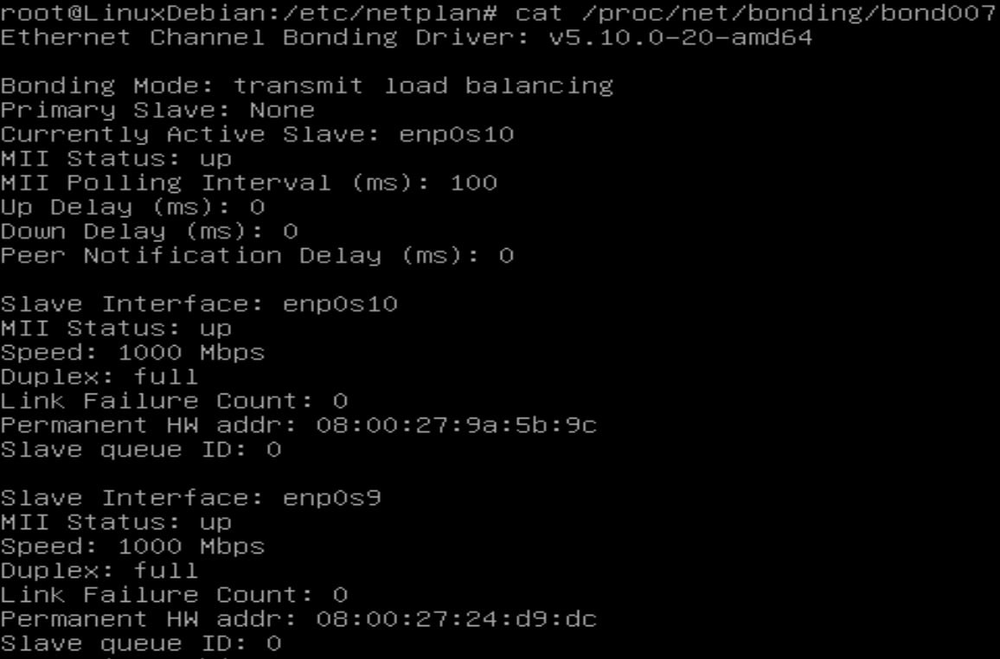 root@LinuxDebian:/etc/netplan# cat /proc/net/bonding/bond007
Ethernet Channel Bonding Driver: v5.10.0-20-amd64
Bonding Mode: transmit load balancing
Primary Slave: None
Currently Active Slave: enp0s10
MII Status: up
MII Polling Interval (ms): 100
Up Delay (ms): 0
Down Delay (ms): 0
Peer Notification Delay (ms): 0
Slave Interface: enp0s10
MII Status: up
Speed: 1000 Mbps
Duplex: full
Link Failure Count: 0
Permanent HW addr: 08:00:27:9a:5b:9c
Slave queue ID: 0
Slave Interface: enp0s9
MII Status: up
Speed: 1000 Mbps
Duplex: full
Link Failure Count: 0
Permanent HW addr: 08:00:27:24:d9:dc
Slave queue ID: 0